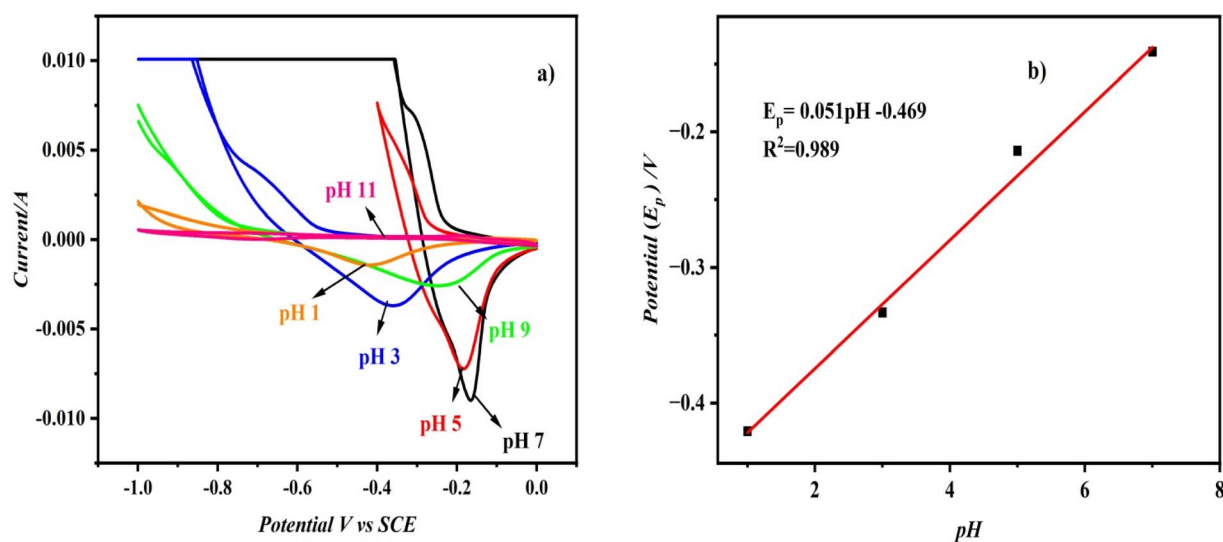 a)
0.010
0.005
0.000
-0.005
-0.010
Current/A
pH 11
pH 1
pH 3
pH 9
pH 5
pH 7
-1.0 -0.8 -0.6 -0.4 -0.2 0.0
Potential V vs SCE
b)
Eₚ= 0.051pH -0.469
R²=0.989
−0.2
−0.3
−0.4
Potential (Eₚ) /V
2 4 6 8
pH